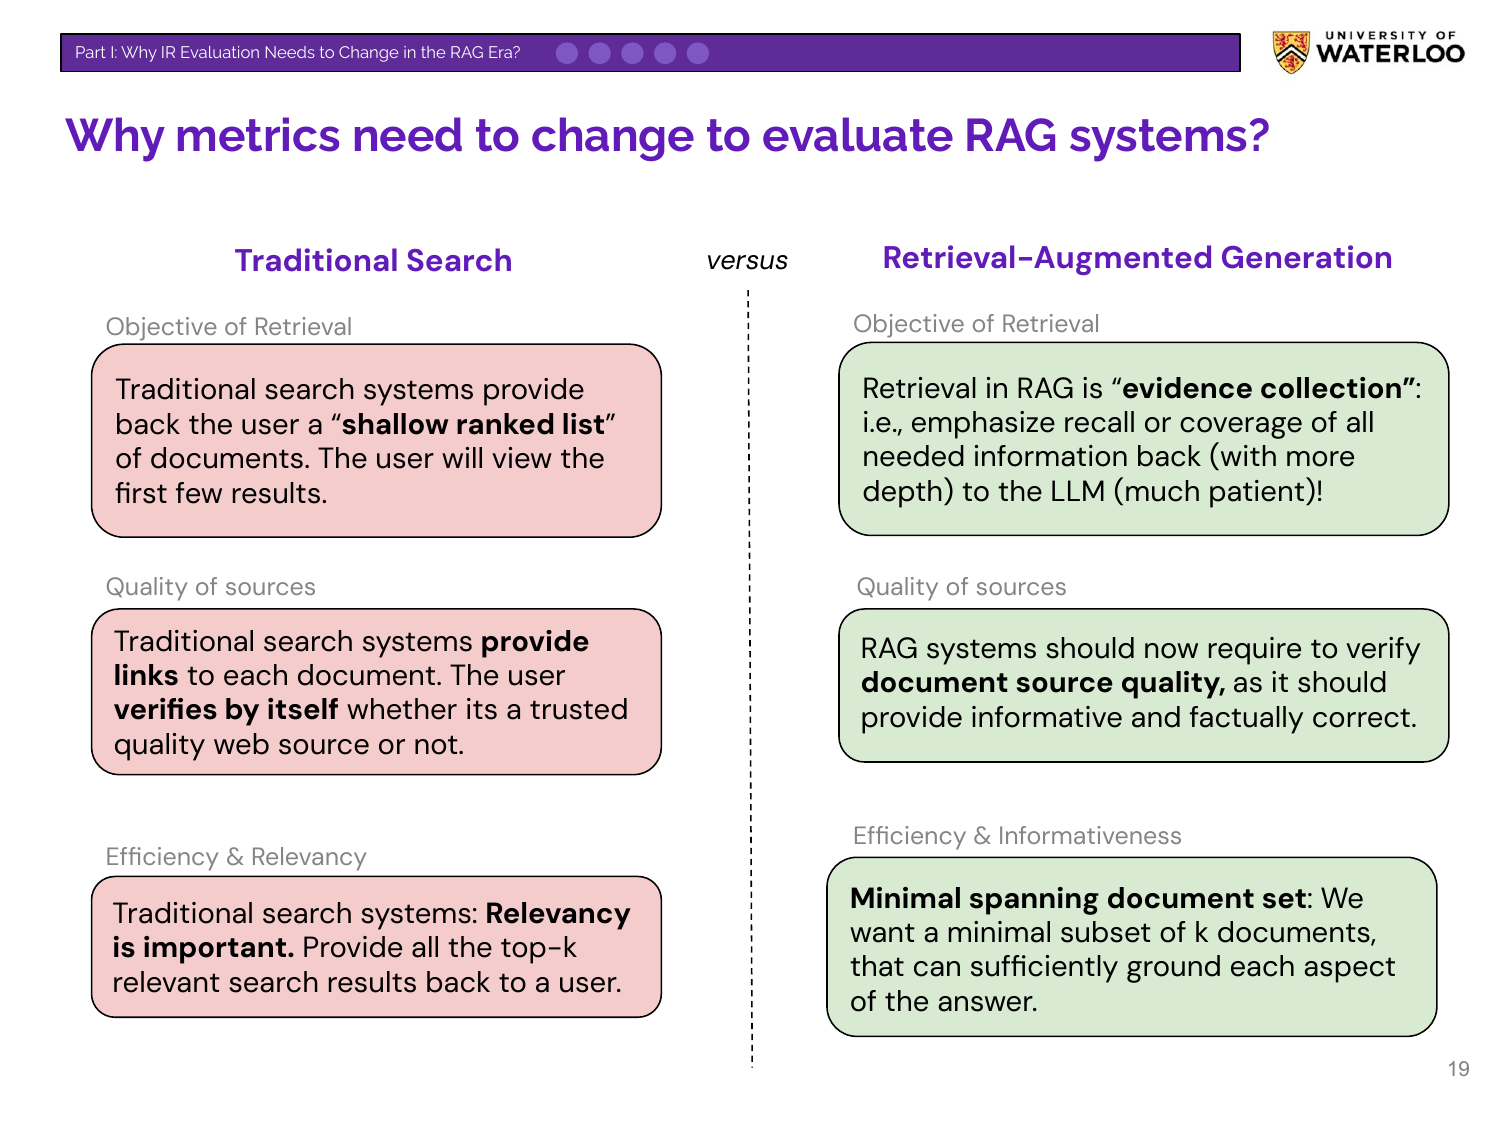 Part I: Why IR Evaluation Needs to Change in the RAG Era?
UNIVERSITY OF
WATERLOO
Why metrics need to change to evaluate RAG systems?
Traditional Search
versus
Retrieval-Augmented Generation
Objective of Retrieval
Traditional search systems provide
back the user a “shallow ranked list”
of documents. The user will view the
first few results.
Objective of Retrieval
Retrieval in RAG is “evidence collection”:
i.e., emphasize recall or coverage of all
needed information back (with more
depth) to the LLM (much patient)!
Quality of sources
Traditional search systems provide
links to each document. The user
verifies by itself whether its a trusted
quality web source or not.
Quality of sources
RAG systems should now require to verify
document source quality, as it should
provide informative and factually correct.
Efficiency & Relevancy
Traditional search systems: Relevancy
is important. Provide all the top-k
relevant search results back to a user.
Efficiency & Informativeness
Minimal spanning document set: We
want a minimal subset of k documents,
that can sufficiently ground each aspect
of the answer.
19